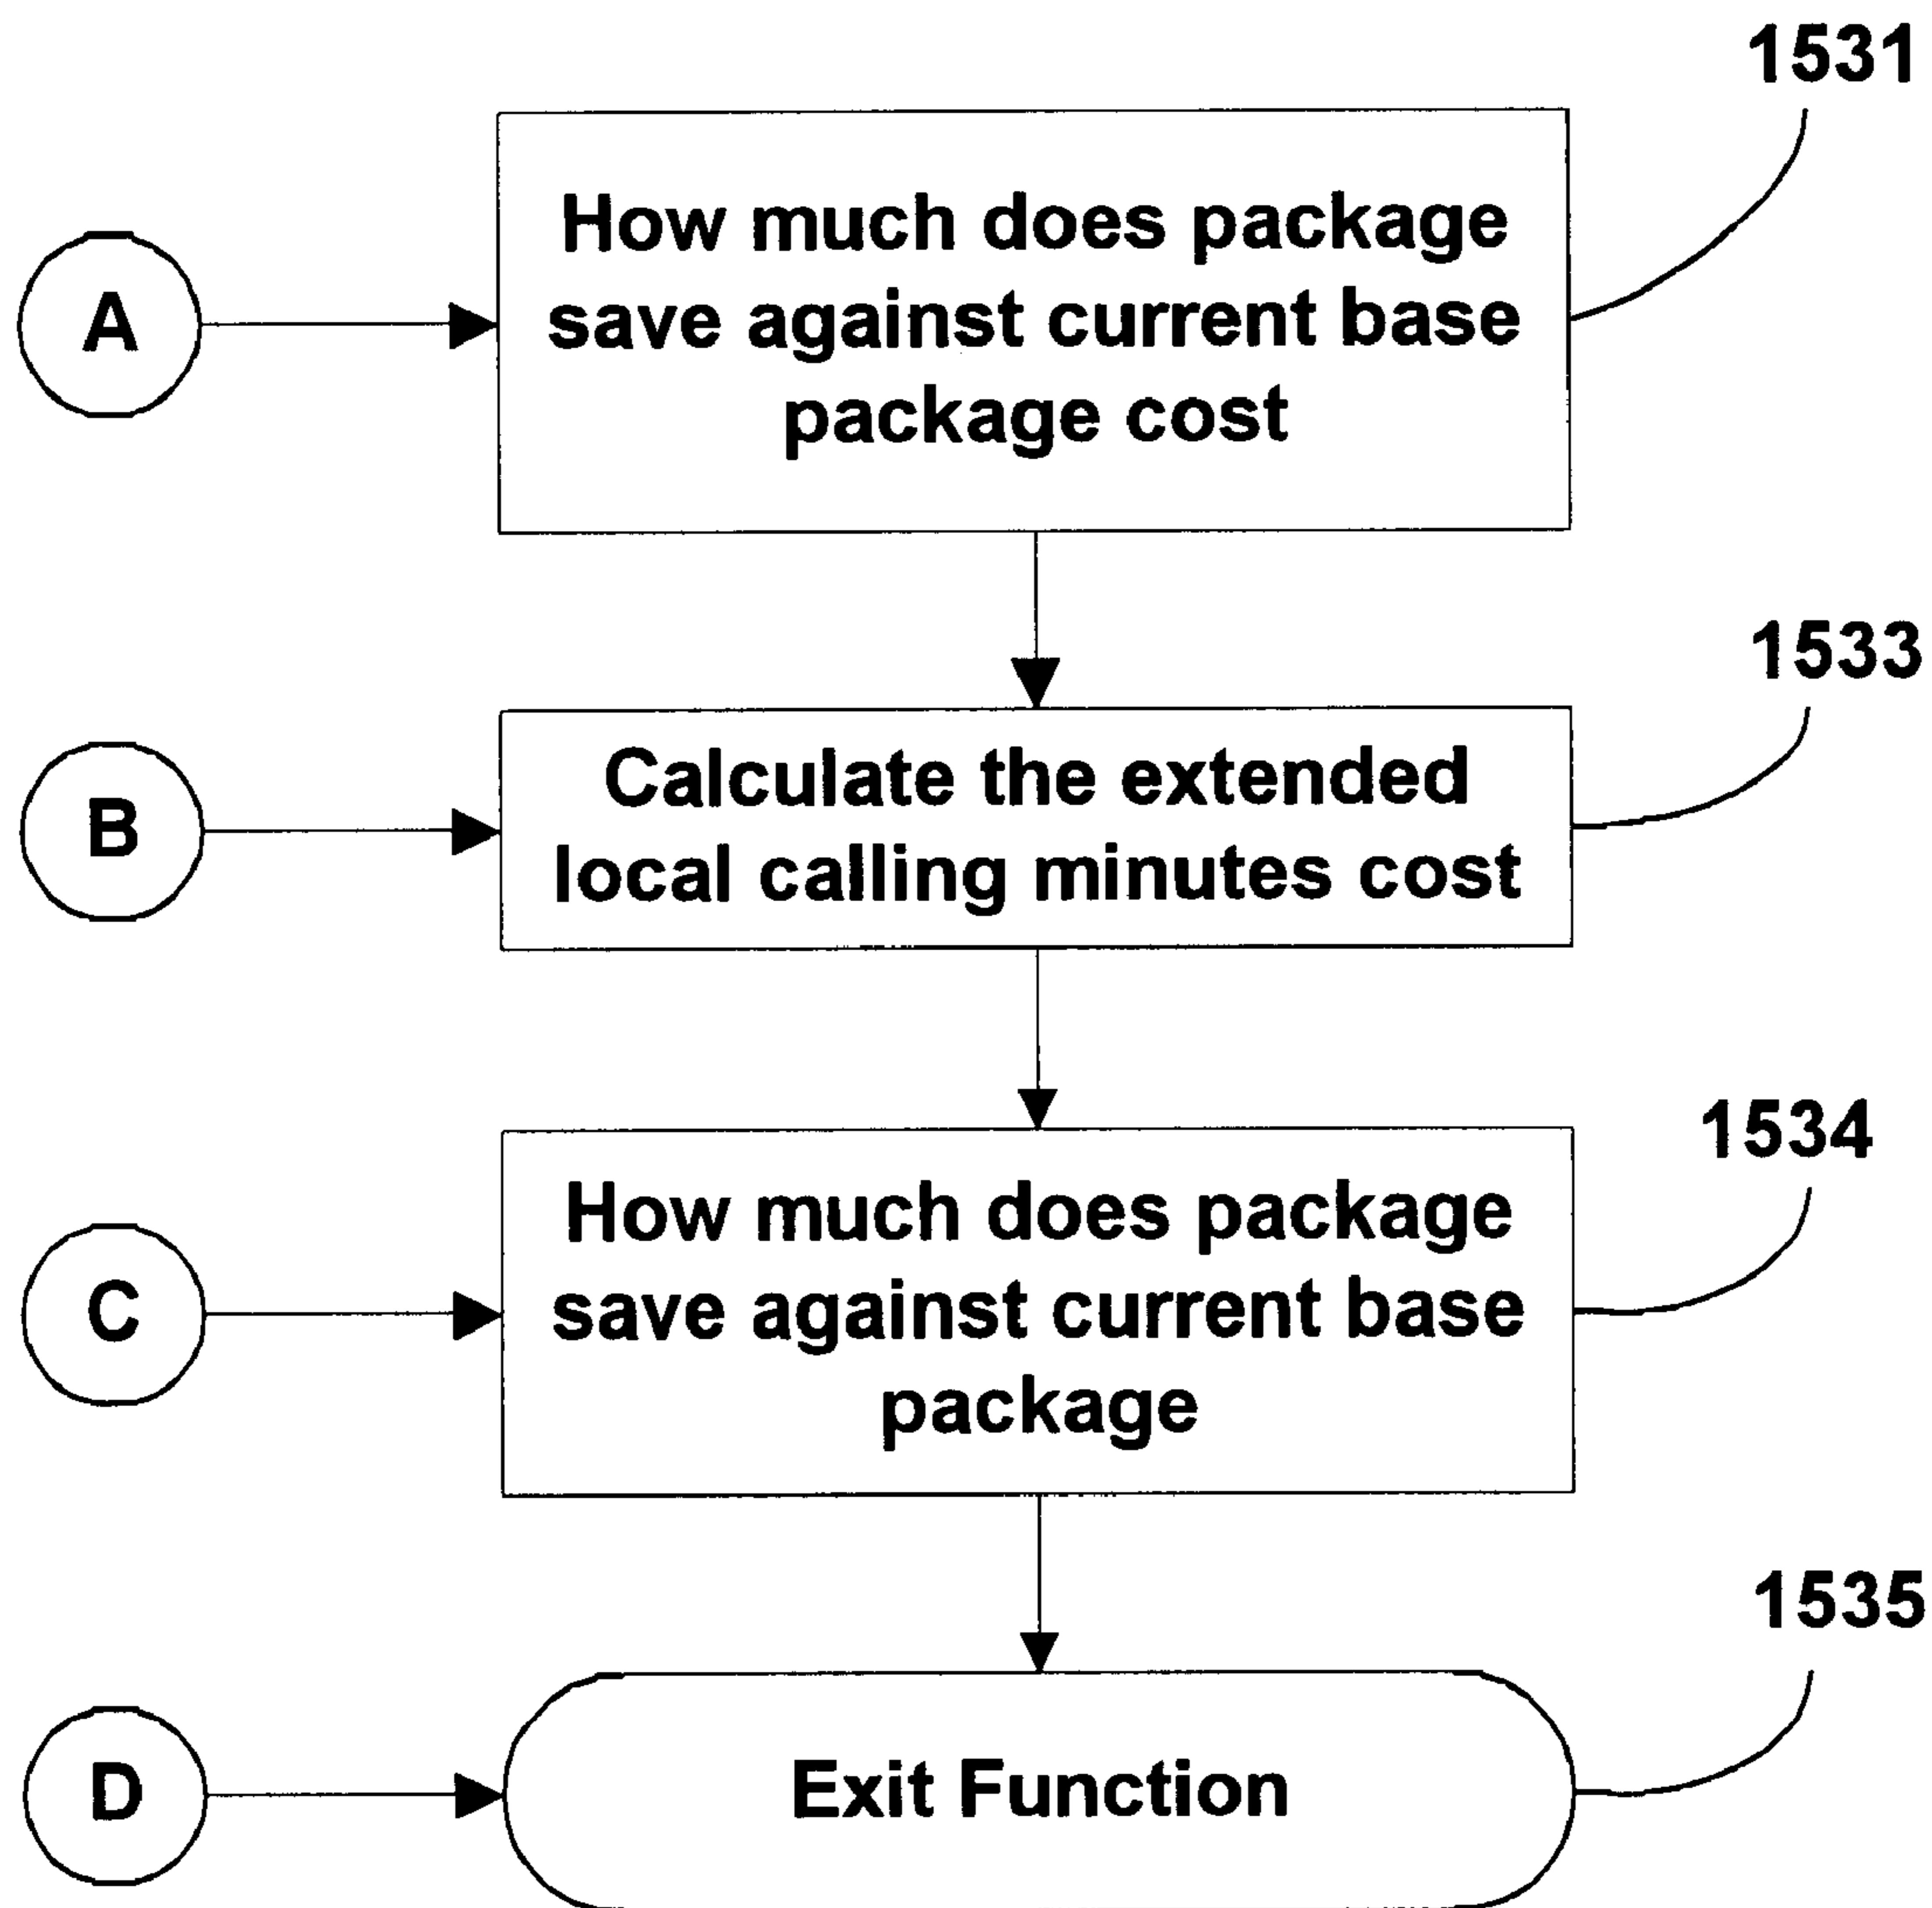 1531
How much does package
save against current base
package cost
A
1533
Calculate the extended
local calling minutes cost
B
1534
How much does package
save against current base
package
C
1535
Exit Function
D